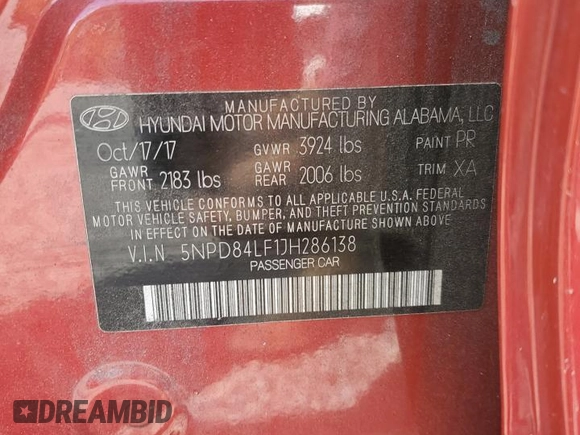 MANUFACTURED BY
HYUNDAI MOTOR MANUFACTURING ALABAMA, LLC
Oct/17/17 GVWR 3924 lbs PAINT PR
GAWR FRONT 2183 lbs GAWR REAR 2006 lbs TRIM XA
THIS VEHICLE CONFORMS TO ALL APPLICABLE U.S.A. FEDERAL
MOTOR VEHICLE SAFETY, BUMPER, AND THEFT PREVENTION
STANDARDS IN EFFECT ON THE DATE OF MANUFACTURE SHOWN ABOVE
V.I.N 5NPD84LF1JH286138
PASSENGER CAR
DREAMBID